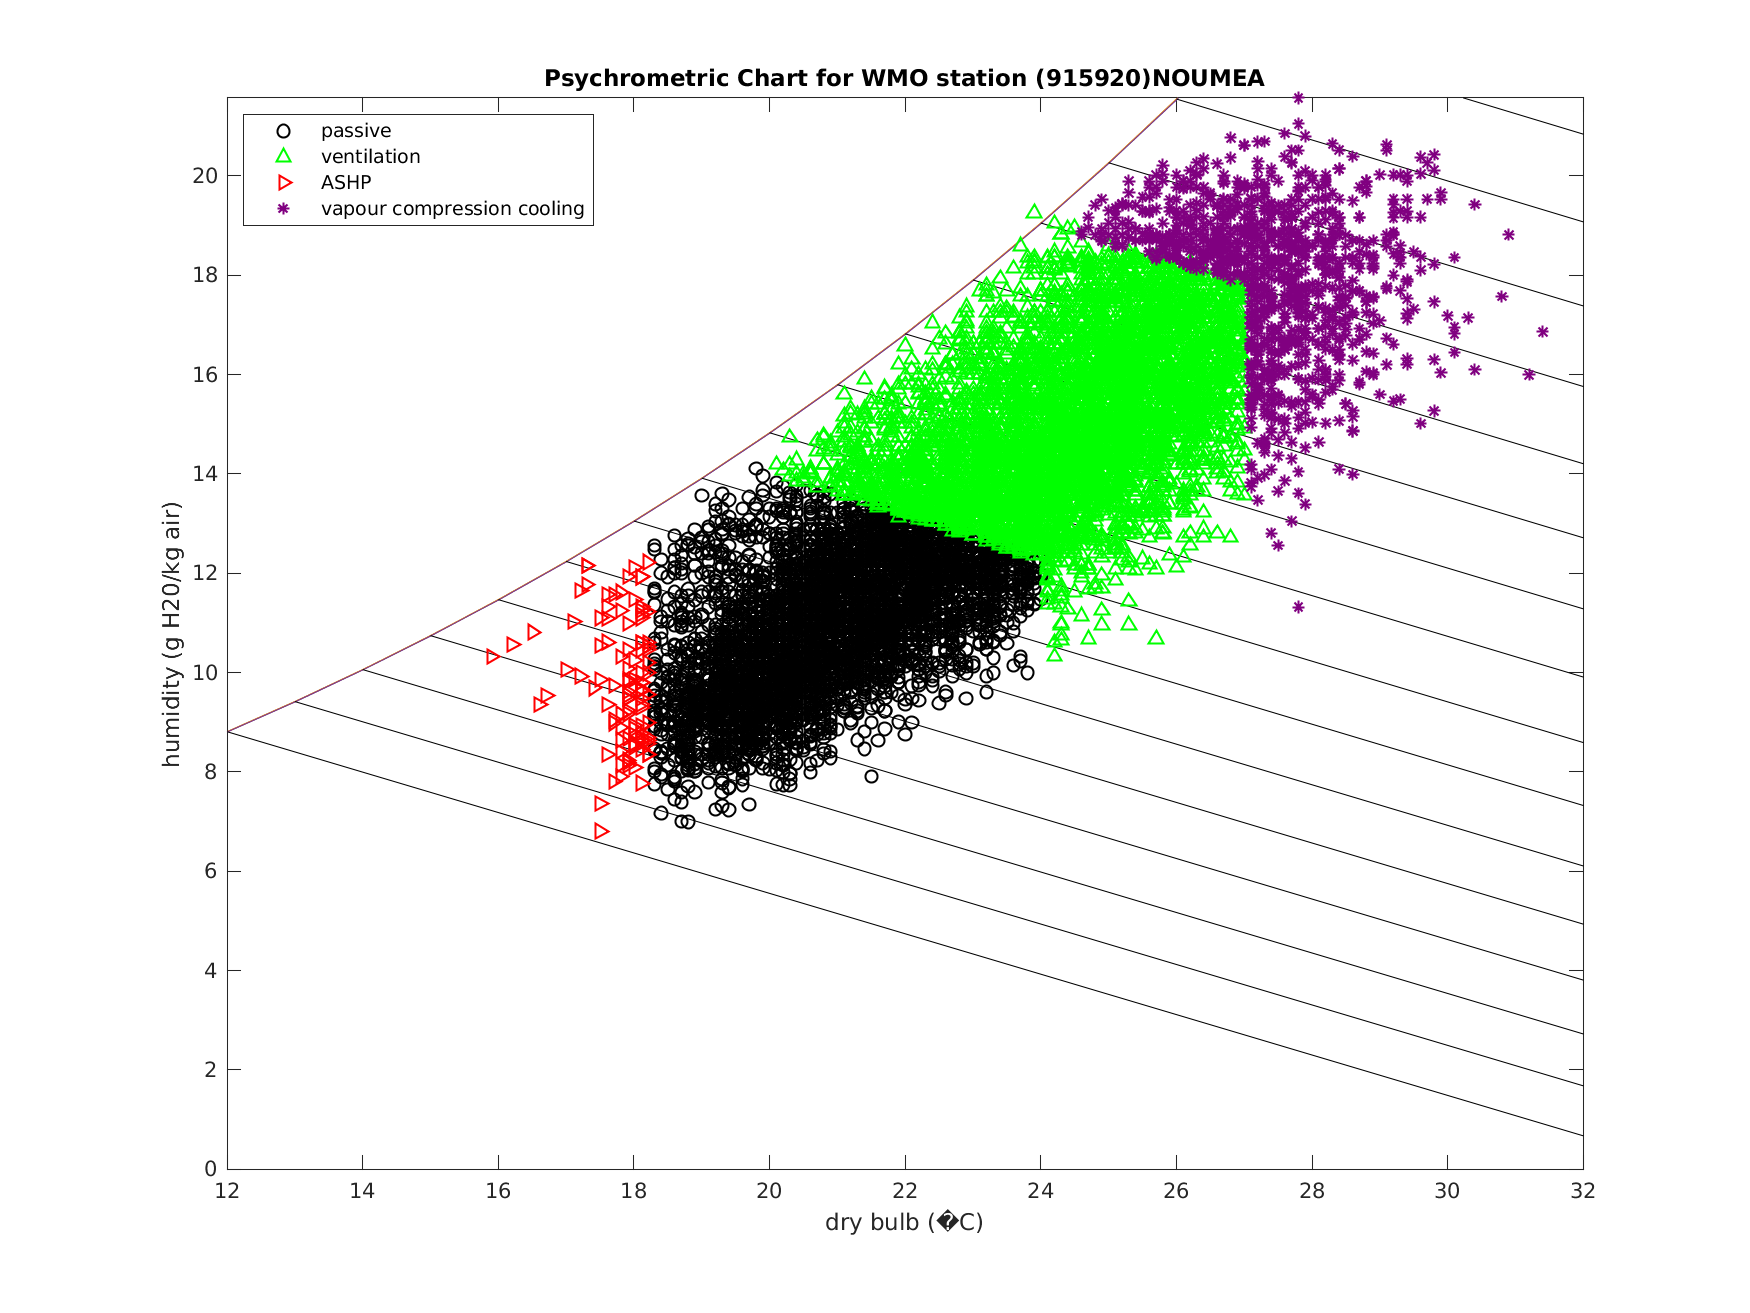 Psychrometric Chart for WMO station (915920)NOUMEA
passive
ventilation
ASHP
vapour compression cooling
humidity (g H20/kg air)
20
18
16
14
12
10
8
6
4
2
0
12 14 16 18 20 22 24 26 28 30 32
dry bulb (�C)